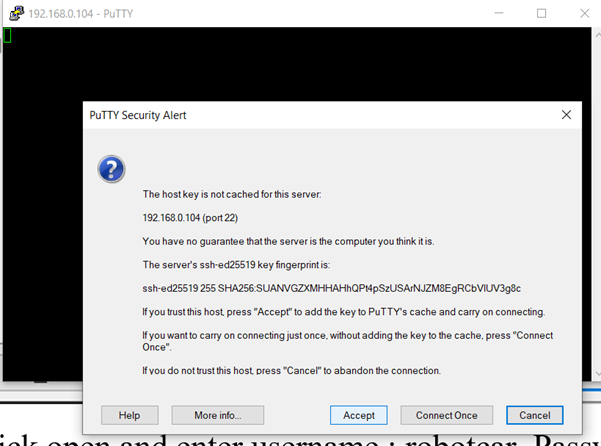 192.168.0.104 - PuTTY
PuTTY Security Alert
The host key is not cached for this server:
192.168.0.104 (port 22)
You have no guarantee that the server is the computer you think it is.
The server's ssh-ed25519 key fingerprint is:
ssh-ed25519 255 SHA256:SUANVGZXMHHAHhQPt4pSzUSArNJZM8EgRCbVlUV3g8c
If you trust this host, press "Accept" to add the key to PuTTY's cache and carry on connecting.
If you want to carry on connecting just once, without adding the key to the cache, press "Connect
Once".
If you do not trust this host, press "Cancel" to abandon the connection.
Help More info... Accept Connect Once Cancel
open and enter username : robotcar